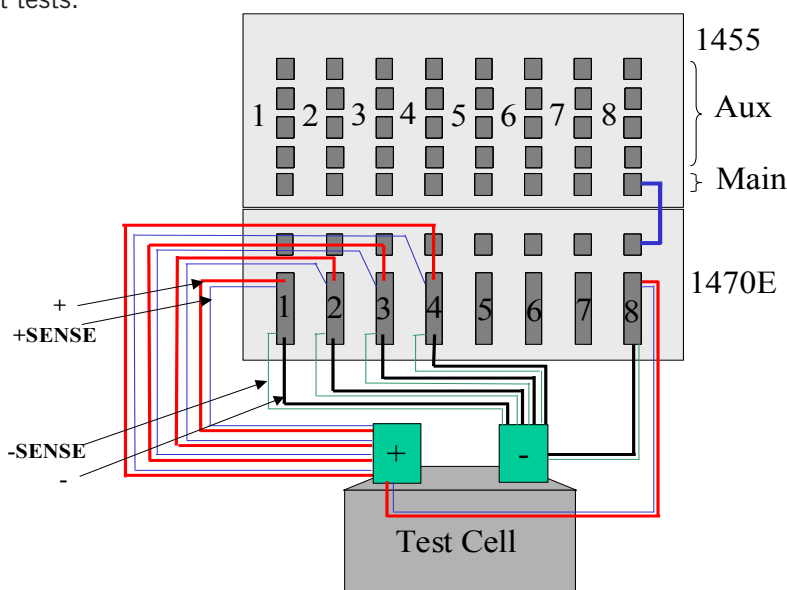 t tests.
1455
1 2 3 4 5 6 7 8
Aux
Main
1470E
1 2 3 4 5 6 7 8
+
+SENSE
-SENSE
-
+ -
Test Cell